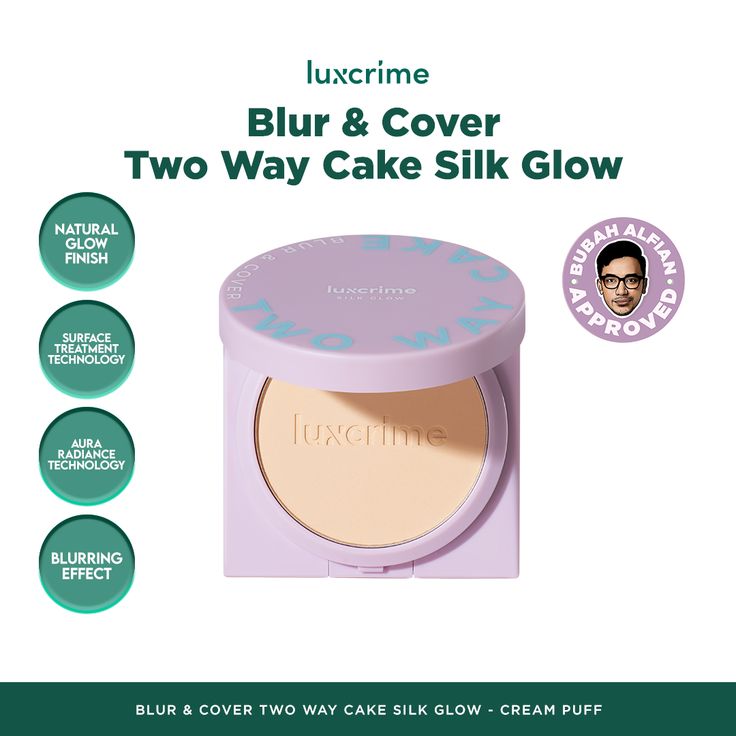 luxcrime
Blur & Cover
Two Way Cake Silk Glow
NATURAL
GLOW
FINISH
SURFACE
TREATMENT
TECHNOLOGY
AURA
RADIANCE
TECHNOLOGY
BLURRING
EFFECT
BLUR & COVER
TWO WAY CAKE
luxcrime
SILK GLOW
luxcrime
• BUBAH ALFIAN •
APPROVED
BLUR & COVER TWO WAY CAKE SILK GLOW - CREAM PUFF